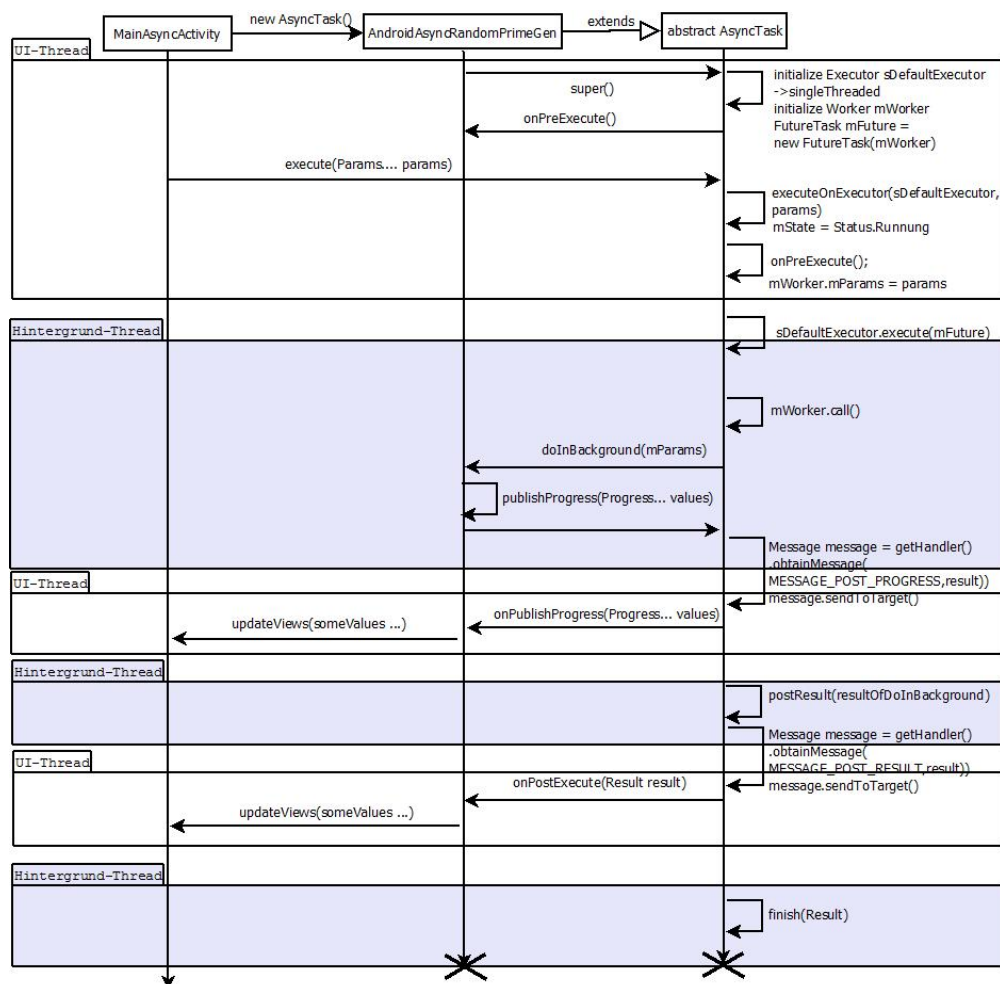 new AsyncTask()
extends
MainAsyncActivity
AndroidAsyncRandomPrimeGen
abstract AsyncTask
UI-Thread
super()
initialize Executor sDefaultExecutor
->singleThreaded
initialize Worker mWorker
FutureTask mFuture =
new FutureTask(mWorker)
onPreExecute()
execute(Params.... params)
executeOnExecutor(sDefaultExecutor,
params)
mState = Status.Runnung
onPreExecute();
mWorker.mParams = params
Hintergrund-Thread
sDefaultExecutor.execute(mFuture)
mWorker.call()
doInBackground(mParams)
publishProgress(Progress... values)
Message message = getHandler()
.obtainMessage(
MESSAGE_POST_PROGRESS,result))
message.sendToTarget()
UI-Thread
onPublishProgress(Progress... values)
updateViews(someValues ...)
Hintergrund-Thread
postResult(resultOfDoInBackground)
Message message = getHandler()
.obtainMessage(
MESSAGE_POST_RESULT,result))
message.sendToTarget()
UI-Thread
onPostExecute(Result result)
updateViews(someValues ...)
Hintergrund-Thread
finish(Result)